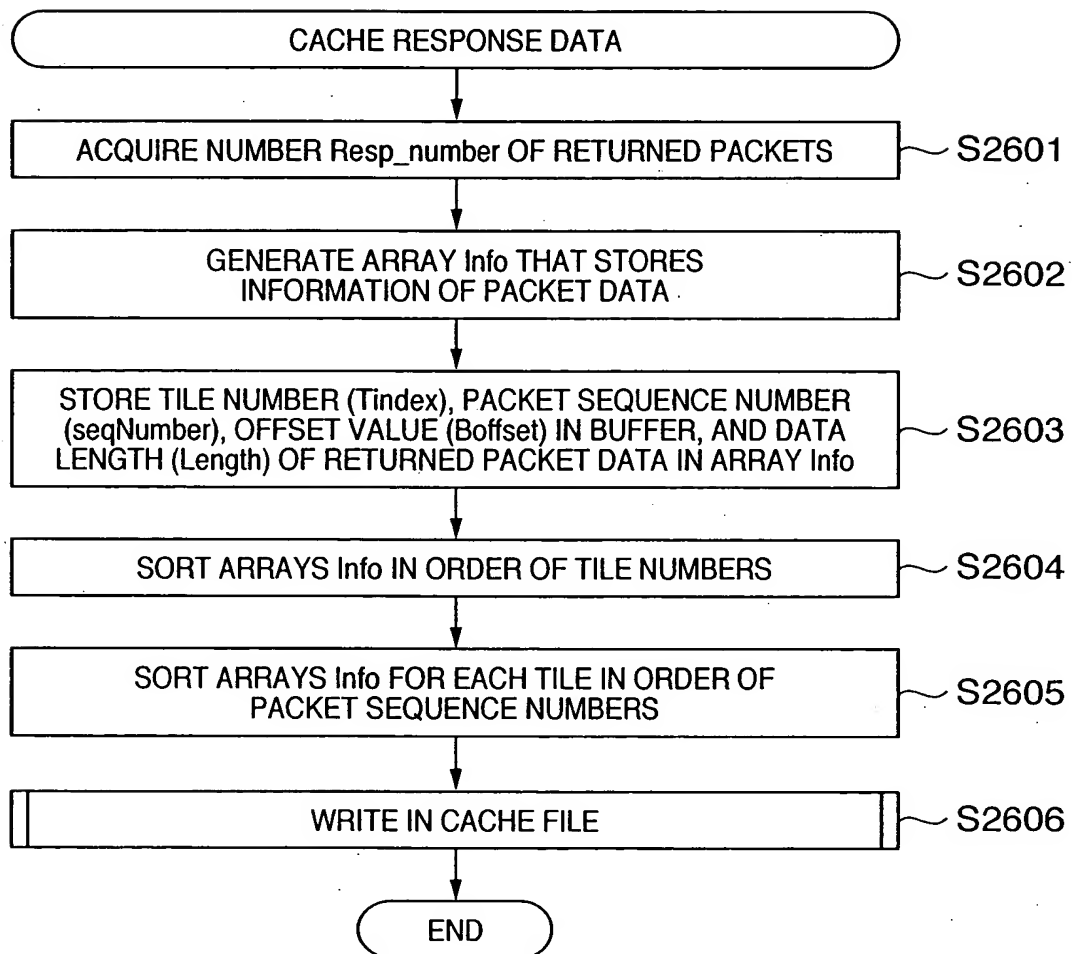 CACHE RESPONSE DATA
ACQUIRE NUMBER Resp_number OF RETURNED PACKETS
S2601
GENERATE ARRAY Info THAT STORES
INFORMATION OF PACKET DATA
S2602
STORE TILE NUMBER (Tindex), PACKET SEQUENCE NUMBER
(seqNumber), OFFSET VALUE (Boffset) IN BUFFER, AND DATA
LENGTH (Length) OF RETURNED PACKET DATA IN ARRAY Info
S2603
SORT ARRAYS Info IN ORDER OF TILE NUMBERS
S2604
SORT ARRAYS Info FOR EACH TILE IN ORDER OF
PACKET SEQUENCE NUMBERS
S2605
WRITE IN CACHE FILE
S2606
END